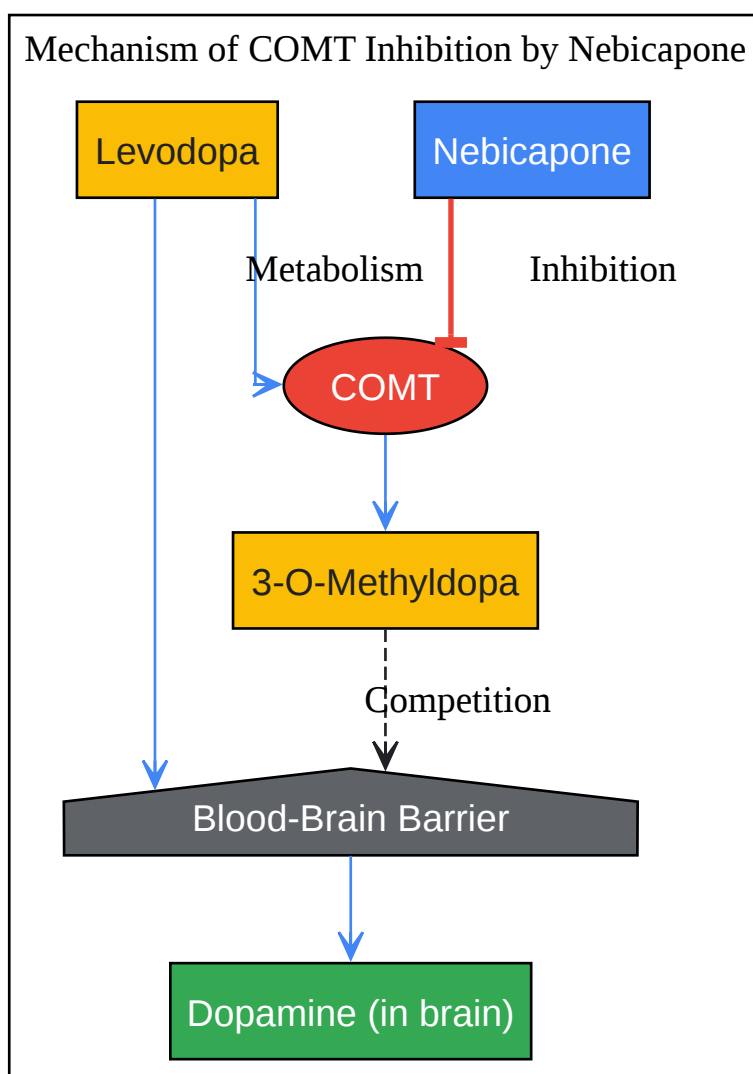 Mechanism of COMT Inhibition by Nebicapone
Levodopa
Nebicapone
Metabolism
Inhibition
COMT
3-O-Methyldopa
Competition
Blood-Brain Barrier
Dopamine (in brain)